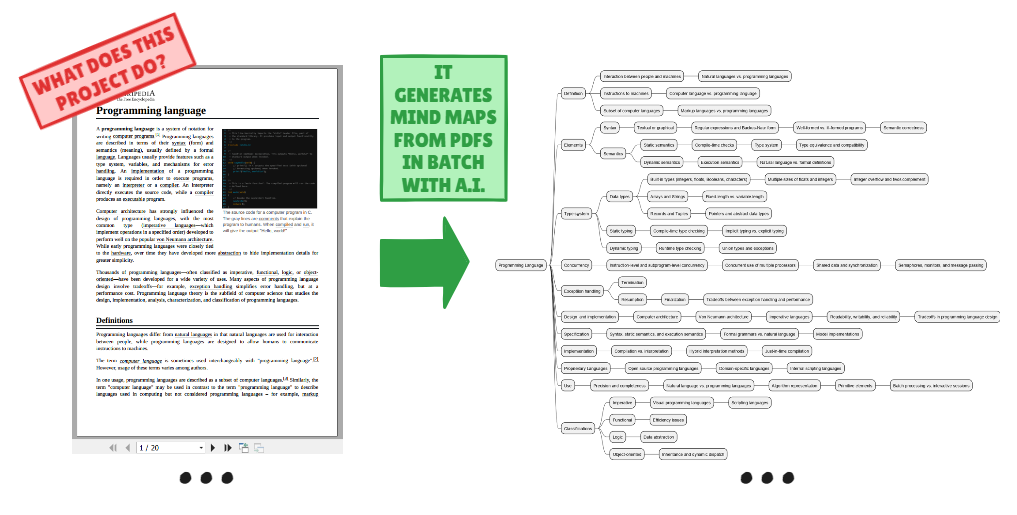 WHAT DOES THIS
PROJECT DO?
IT
GENERATES
MIND MAPS
FROM PDFS
IN BATCH
WITH A.I.
The Free Encyclopedia
Programming language
A programming language is a system of notation for
writing computer programs.
Programming languages
are described in terms of their syntax (form) and
semantics (meaning), usually defined by a formal
language. Languages usually provide features such as a
type system, variables, and mechanisms for error
handling. An implementation of a programming
language is required in order to execute programs,
namely an interpreter or a compiler. An interpreter
directly executes the source code, while a compiler
produces an executable program.
The source code for a computer program in C.
The gray lines are comments that explain the
program to humans. When compiled and run, it
will give the output "Hello, world!".
Computer architecture has strongly influenced the
design of programming languages, with the most
common type (imperative languages—which
implement operations in a specified order) developed to
perform well on the popular von Neumann architecture.
While early programming languages were closely tied
to the hardware, over time they have developed more abstraction to hide implementation details for
greater simplicity.
Thousands of programming languages—often classified as imperative, functional, logic, or object-
oriented—have been developed for a wide variety of uses. Many aspects of programming language
design involve tradeoffs—for example, exception handling simplifies error handling, but at a
performance cost. Programming language theory is the subfield of computer science that studies the
design, implementation, analysis, characterization, and classification of programming languages.
Definitions
Programming languages differ from natural languages in that natural languages are used for interaction
between people, while programming languages are designed to allow humans to communicate
instructions to machines.
The term computer language is sometimes used interchangeably with "programming language".[2]
However, usage of these terms varies among authors.
In one usage, programming languages are described as a subset of computer languages.[3] Similarly, the
term "computer language" may be used in contrast to the term "programming language" to describe
languages used in computing but not considered programming languages – for example, markup
1 / 20
Programming Language
Definition
Interaction between people and machines
Natural languages vs. programming languages
Instructions to machines
Computer language vs. programming language
Subset of computer languages
Markup languages vs. programming languages
Elements
Syntax
Textual or graphical
Regular expressions and Backus-Naur form
Well-formed vs. ill-formed programs
Semantic correctness
Semantics
Static semantics
Compile-time checks
Type system
Type equivalence and compatibility
Dynamic semantics
Execution semantics
Natural language vs. formal definitions
Type system
Data types
Built-in types (integers, floats, Booleans, characters)
Multiple sizes of floats and integers
Integer overflow and fixed complement
Arrays and Strings
Fixed-length vs. variable length
Records and Tuples
Pointers and abstract data types
Static typing
Compile-time type checking
Implicit typing vs. explicit typing
Dynamic typing
Runtime type checking
Union types and exceptions
Concurrency
Instruction-level and subprogram-level concurrency
Concurrent use of multiple processors
Shared data and synchronization
Semaphores, monitors, and message passing
Exception handling
Termination
Resumption
Finalization
Tradeoffs between exception handling and performance
Design and implementation
Computer architecture
Von Neumann architecture
Imperative languages
Readability, writability, and reliability
Tradeoffs in programming language design
Specification
Syntax, static semantics, and execution semantics
Formal grammars vs. natural language
Model implementations
Implementation
Compilation vs. interpretation
Hybrid interpretation methods
Just-in-time compilation
Proprietary Languages
Open source programming languages
Domain-specific languages
Internal scripting languages
Use
Precision and completeness
Natural language vs. programming languages
Algorithm representation
Primitive elements
Batch processing vs. interactive sessions
Classifications
Imperative
Visual programming languages
Scripting languages
Functional
Efficiency issues
Logic
Data abstraction
Object-oriented
Inheritance and dynamic dispatch